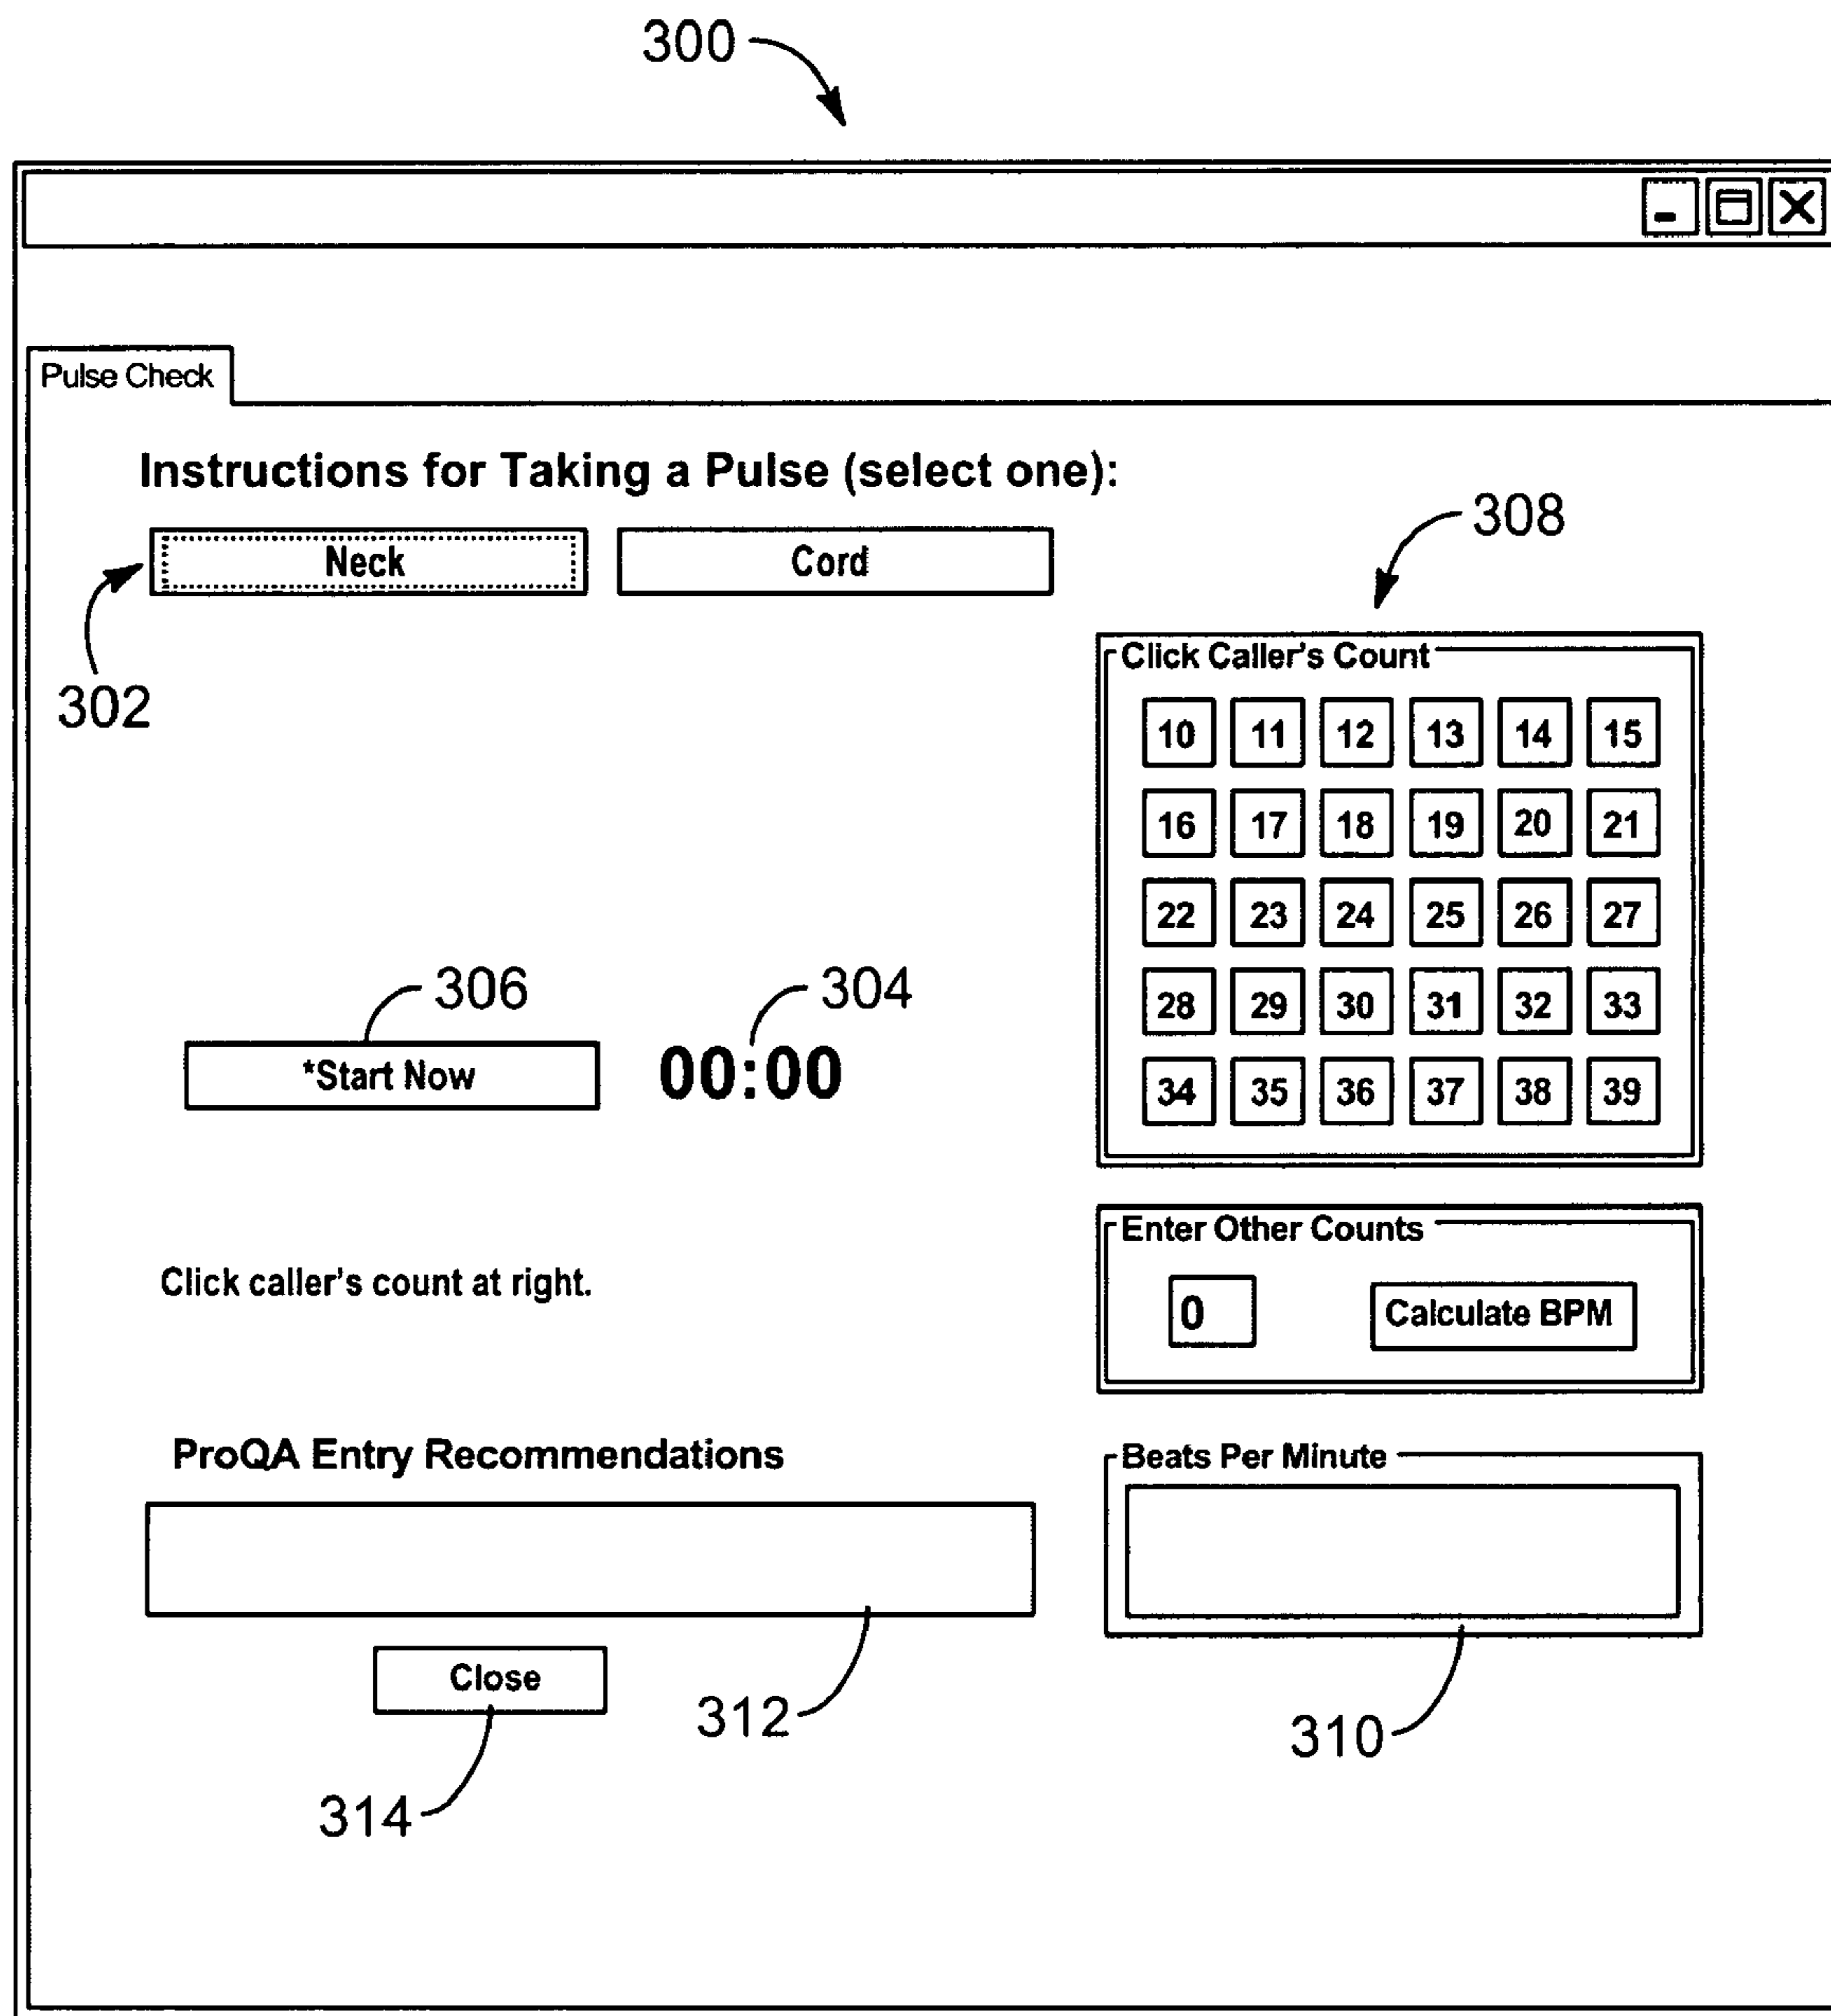 300
Pulse Check
Instructions for Taking a Pulse (select one):
Neck
Cord
302
308
Click Caller's Count
10 11 12 13 14 15
16 17 18 19 20 21
22 23 24 25 26 27
28 29 30 31 32 33
34 35 36 37 38 39
306
304
*Start Now
00:00
Enter Other Counts
0
Calculate BPM
Click caller's count at right.
ProQA Entry Recommendations
Beats Per Minute
Close
312
310
314